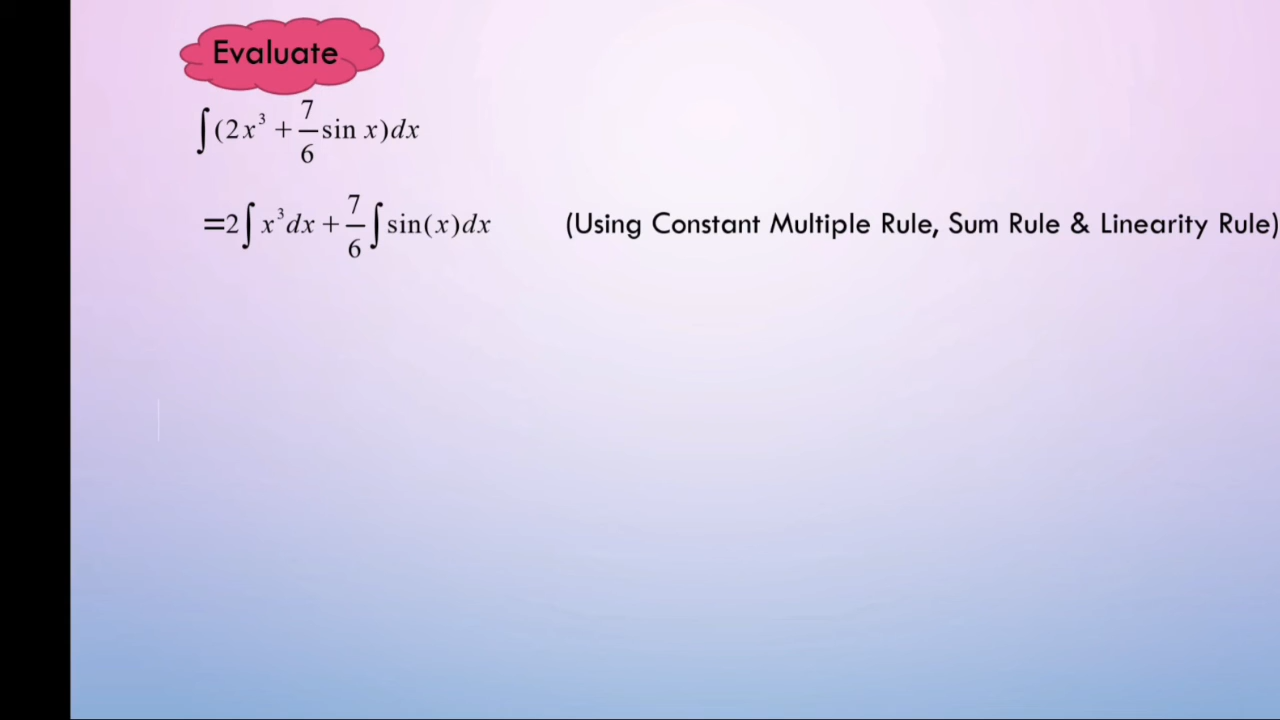 Evaluate
∫(2x³ + 7/6 sin x)dx
=2∫x³dx + 7/6 ∫sin(x)dx (Using Constant Multiple Rule, Sum Rule & Linearity Rule)